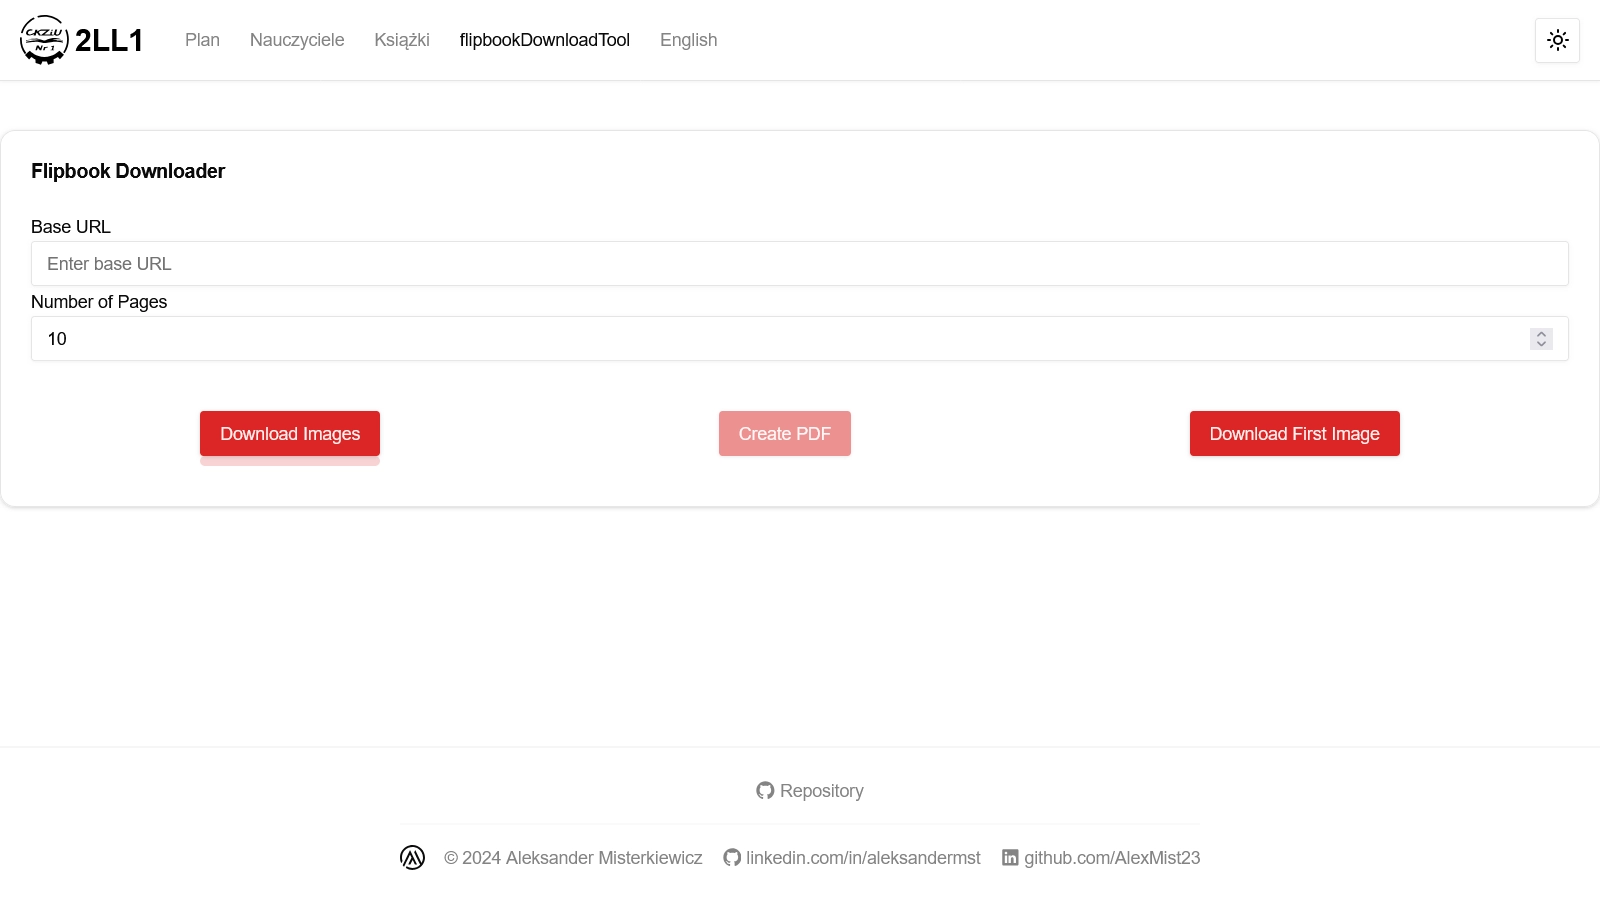 CKZiU
Nr 1
2LL1
Plan
Nauczyciele
Książki
flipbookDownloadTool
English
Flipbook Downloader
Base URL
Enter base URL
Number of Pages
10
Download Images
Create PDF
Download First Image
Repository
© 2024 Aleksander Misterkiewicz
linkedin.com/in/aleksandermst
github.com/AlexMist23